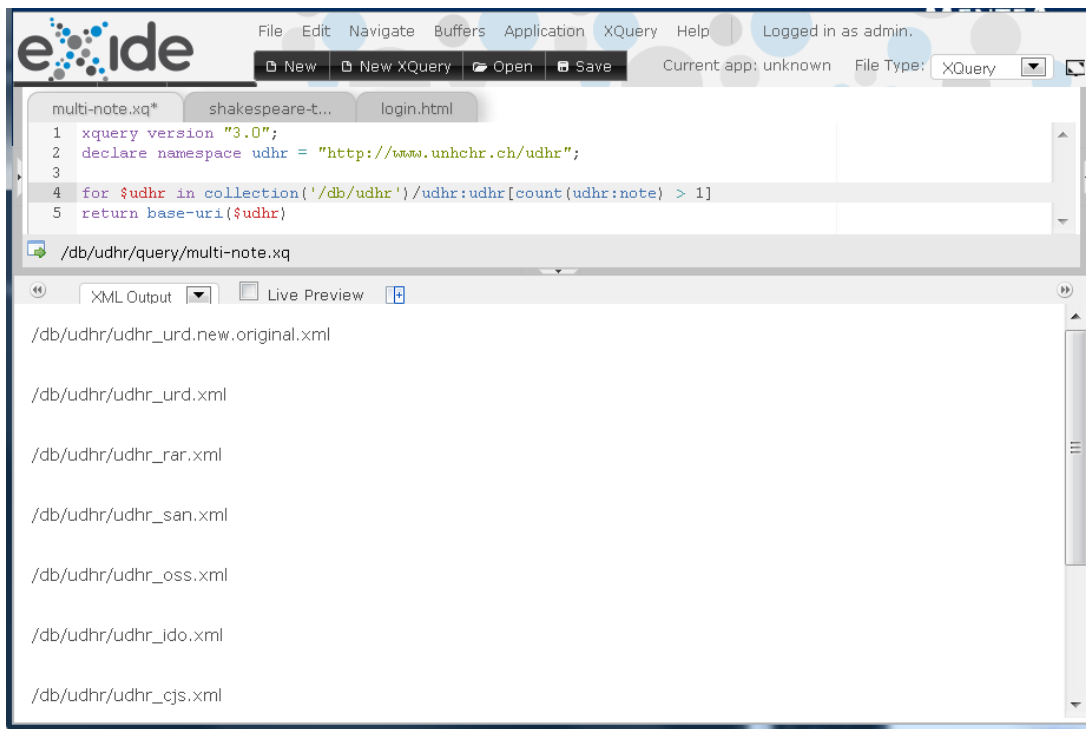 eXide
File Edit Navigate Buffers Application XQuery Help Logged in as admin.
New New XQuery Open Save Current app: unknown File Type: XQuery
multi-note.xq* shakespeare-t... login.html
1 xquery version "3.0";
2 declare namespace udhr = "http://www.unhchr.ch/udhr";
3
4 for $udhr in collection('/db/udhr')/udhr:udhr[count(udhr:note) > 1]
5 return base-uri($udhr)
/db/udhr/query/multi-note.xq
XML Output Live Preview
/db/udhr/udhr_urd.new.original.xml
/db/udhr/udhr_urd.xml
/db/udhr/udhr_rar.xml
/db/udhr/udhr_san.xml
/db/udhr/udhr_oss.xml
/db/udhr/udhr_ido.xml
/db/udhr/udhr_cjs.xml